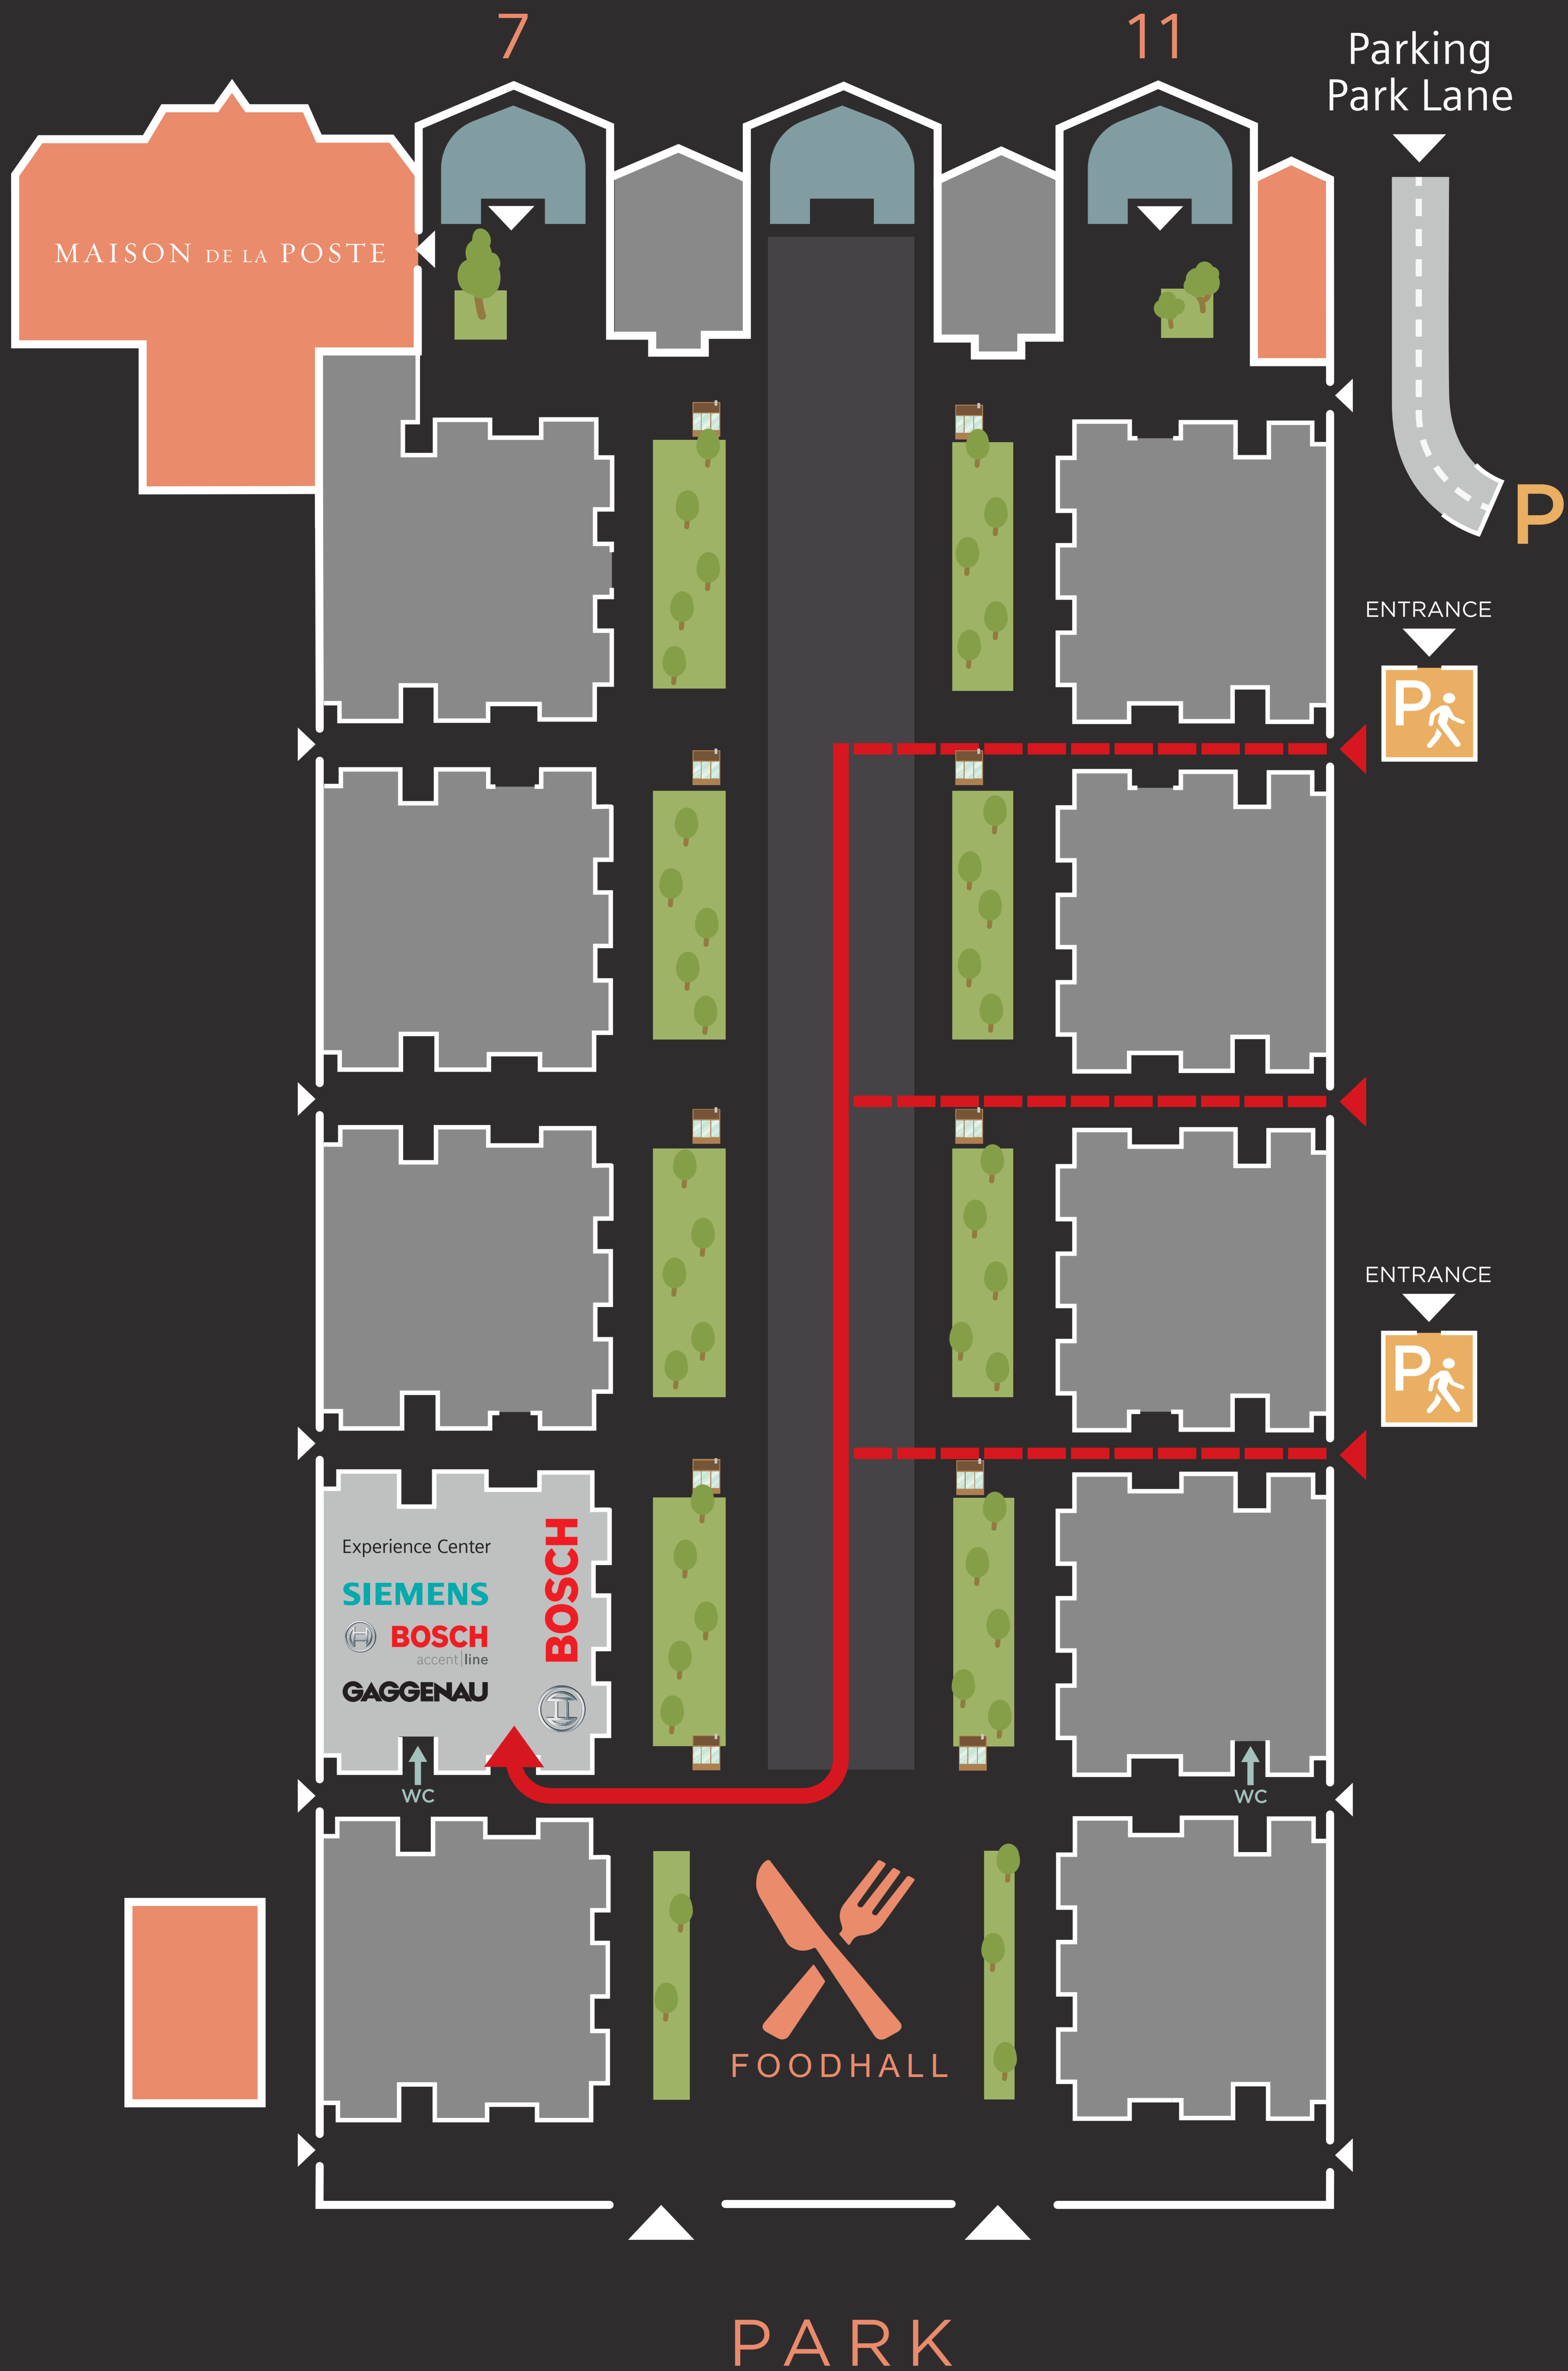 7
11
Parking
Park Lane
MAISON DE LA POSTE
P
ENTRANCE
P
ENTRANCE
P
Experience Center
SIEMENS
BOSCH
accent|line
GAGGENAU
BOSCH
WC
WC
FOODHALL
PARK